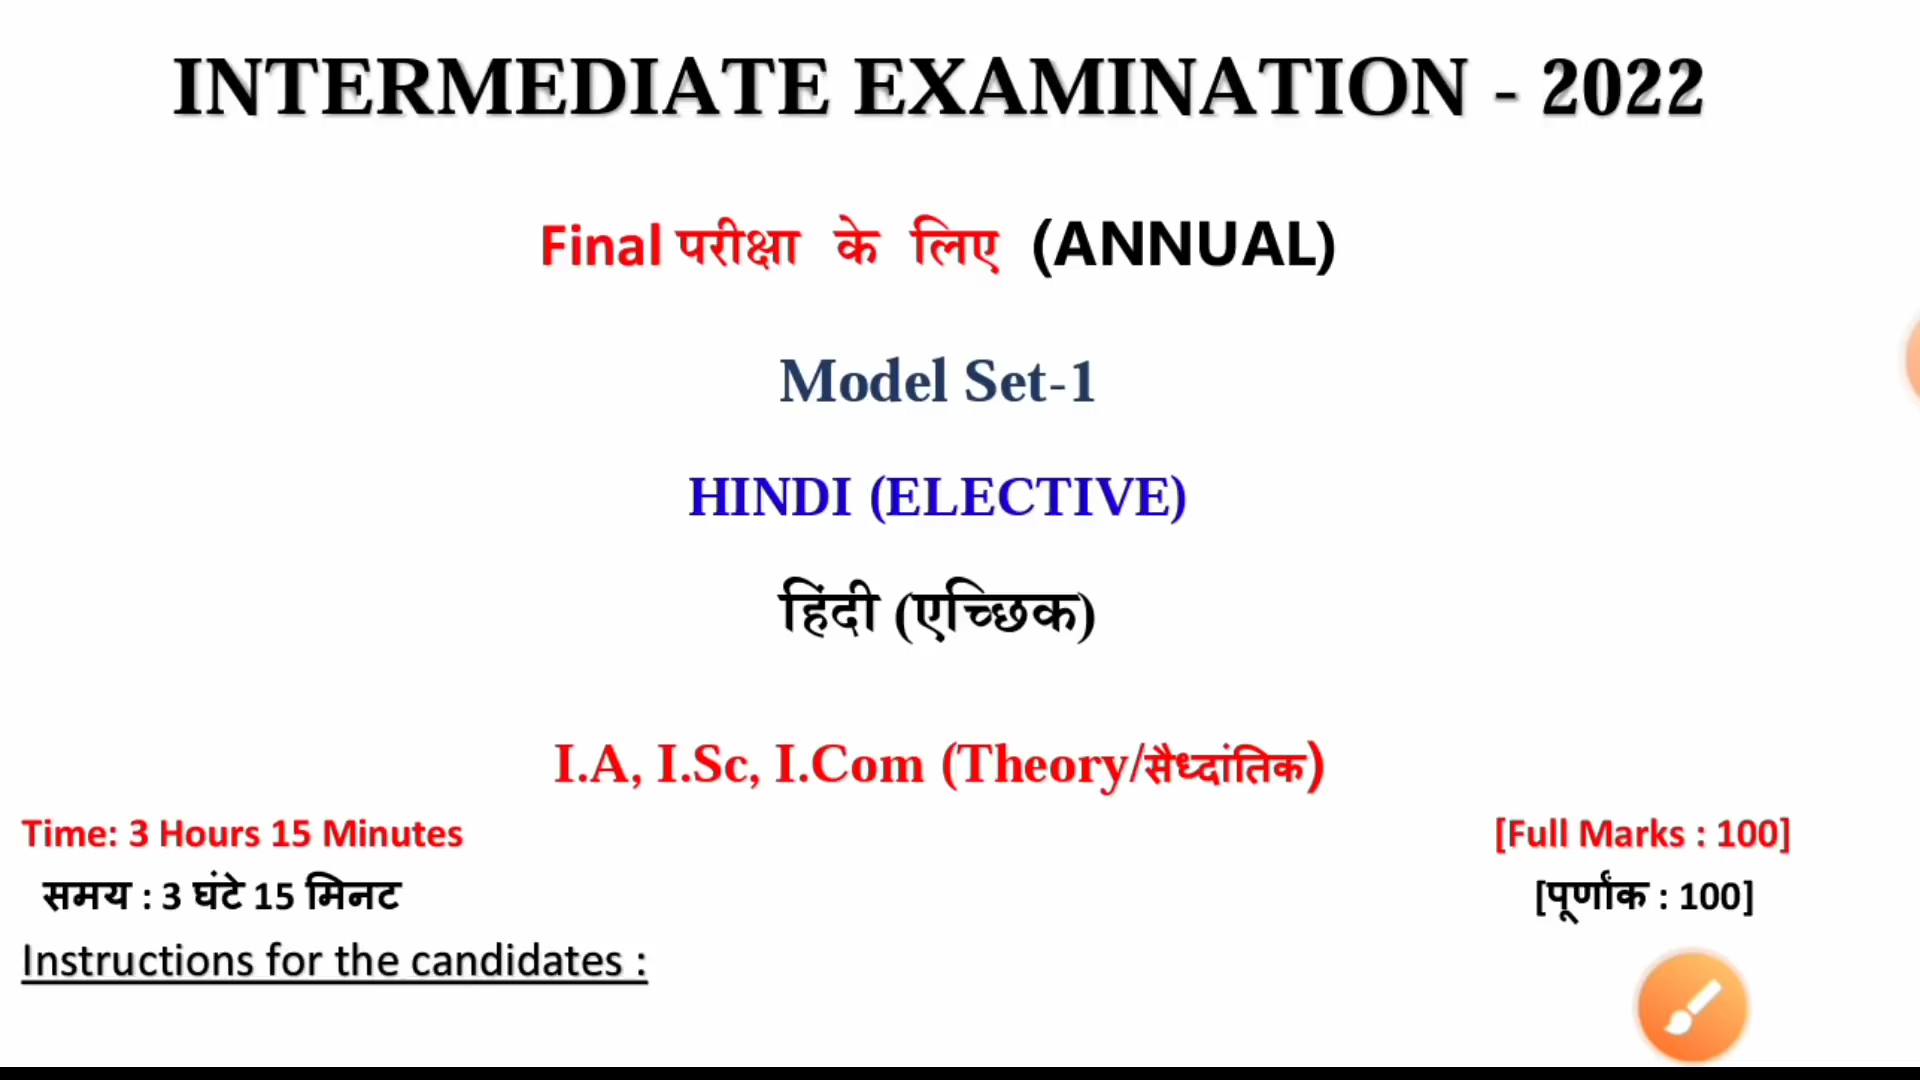 INTERMEDIATE EXAMINATION - 2022
Final परीक्षा के लिए (ANNUAL)
Model Set-1
HINDI (ELECTIVE)
हिंदी (एच्छिक)
I.A, I.Sc, I.Com (Theory/सैध्दांतिक)
Time: 3 Hours 15 Minutes [Full Marks : 100]
समय : 3 घंटे 15 मिनट [पूर्णांक : 100]
Instructions for the candidates :